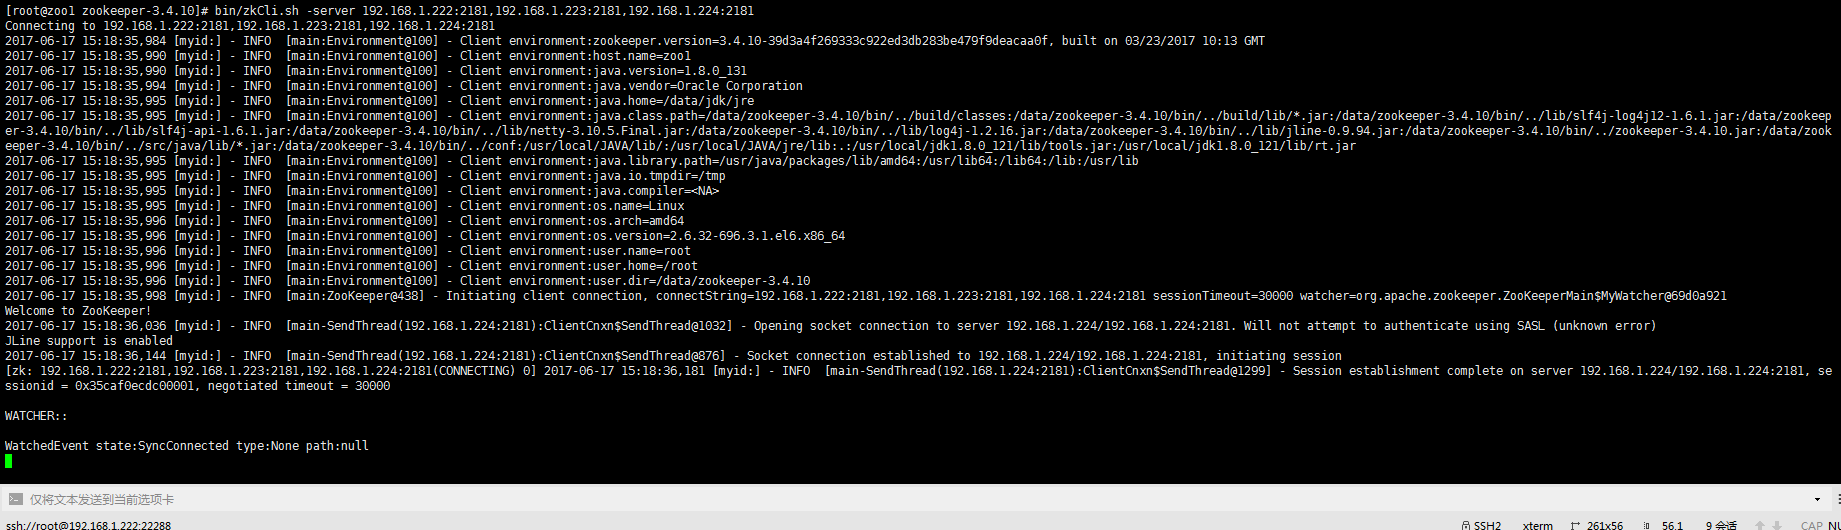 [root@zoo1 zookeeper-3.4.10]# bin/zkCli.sh -server 192.168.1.222:2181,192.168.1.223:2181,192.168.1.224:2181
Connecting to 192.168.1.222:2181,192.168.1.223:2181,192.168.1.224:2181
2017-06-17 15:18:35,984 [myid:] - INFO  [main:Environment@100] - Client environment:zookeeper.version=3.4.10-39d3a4f269333c922ed3db283be479f9deacaa0f, built on 03/23/2017 10:13 GMT
2017-06-17 15:18:35,990 [myid:] - INFO  [main:Environment@100] - Client environment:host.name=zoo1
2017-06-17 15:18:35,990 [myid:] - INFO  [main:Environment@100] - Client environment:java.version=1.8.0_131
2017-06-17 15:18:35,994 [myid:] - INFO  [main:Environment@100] - Client environment:java.vendor=Oracle Corporation
2017-06-17 15:18:35,995 [myid:] - INFO  [main:Environment@100] - Client environment:java.home=/data/jdk/jre
2017-06-17 15:18:35,995 [myid:] - INFO  [main:Environment@100] - Client environment:java.class.path=/data/zookeeper-3.4.10/bin/../build/classes:/data/zookeeper-3.4.10/bin/../build/lib/*.jar:/data/zookeeper-3.4.10/bin/../lib/slf4j-log4j12-1.6.1.jar:/data/zookeep
er-3.4.10/bin/../lib/slf4j-api-1.6.1.jar:/data/zookeeper-3.4.10/bin/../lib/netty-3.10.5.Final.jar:/data/zookeeper-3.4.10/bin/../lib/log4j-1.2.16.jar:/data/zookeeper-3.4.10/bin/../lib/jline-0.9.94.jar:/data/zookeeper-3.4.10/bin/../zookeeper-3.4.10.jar:/data/zook
eeper-3.4.10/bin/../src/java/lib/*.jar:/data/zookeeper-3.4.10/bin/../conf:/usr/local/JAVA/lib/:/usr/local/JAVA/jre/lib:.:/usr/local/jdk1.8.0_121/lib/tools.jar:/usr/local/jdk1.8.0_121/lib/rt.jar
2017-06-17 15:18:35,995 [myid:] - INFO  [main:Environment@100] - Client environment:java.library.path=/usr/java/packages/lib/amd64:/usr/lib64:/lib64:/lib:/usr/lib
2017-06-17 15:18:35,995 [myid:] - INFO  [main:Environment@100] - Client environment:java.io.tmpdir=/tmp
2017-06-17 15:18:35,995 [myid:] - INFO  [main:Environment@100] - Client environment:java.compiler=<NA>
2017-06-17 15:18:35,995 [myid:] - INFO  [main:Environment@100] - Client environment:os.name=Linux
2017-06-17 15:18:35,996 [myid:] - INFO  [main:Environment@100] - Client environment:os.arch=amd64
2017-06-17 15:18:35,996 [myid:] - INFO  [main:Environment@100] - Client environment:os.version=2.6.32-696.3.1.el6.x86_64
2017-06-17 15:18:35,996 [myid:] - INFO  [main:Environment@100] - Client environment:user.name=root
2017-06-17 15:18:35,996 [myid:] - INFO  [main:Environment@100] - Client environment:user.home=/root
2017-06-17 15:18:35,996 [myid:] - INFO  [main:Environment@100] - Client environment:user.dir=/data/zookeeper-3.4.10
2017-06-17 15:18:35,998 [myid:] - INFO  [main:ZooKeeper@438] - Initiating client connection, connectString=192.168.1.222:2181,192.168.1.223:2181,192.168.1.224:2181 sessionTimeout=30000 watcher=org.apache.zookeeper.ZooKeeperMain$MyWatcher@69d0a921
Welcome to ZooKeeper!
2017-06-17 15:18:36,036 [myid:] - INFO  [main-SendThread(192.168.1.224:2181):ClientCnxn$SendThread@1032] - Opening socket connection to server 192.168.1.224/192.168.1.224:2181. Will not attempt to authenticate using SASL (unknown error)
JLine support is enabled
2017-06-17 15:18:36,144 [myid:] - INFO  [main-SendThread(192.168.1.224:2181):ClientCnxn$SendThread@876] - Socket connection established to 192.168.1.224/192.168.1.224:2181, initiating session
[zk: 192.168.1.222:2181,192.168.1.223:2181,192.168.1.224:2181(CONNECTING) 0] 2017-06-17 15:18:36,181 [myid:] - INFO  [main-SendThread(192.168.1.224:2181):ClientCnxn$SendThread@1299] - Session establishment complete on server 192.168.1.224/192.168.1.224:2181, se
ssionid = 0x35caf0ecdc00001, negotiated timeout = 30000
WATCHER::
WatchedEvent state:SyncConnected type:None path:null
仅将文本发送到当前选项卡
ssh://root@192.168.1.222:22288 SSH2 xterm 261x56 56,1 9 会话 CAP NU